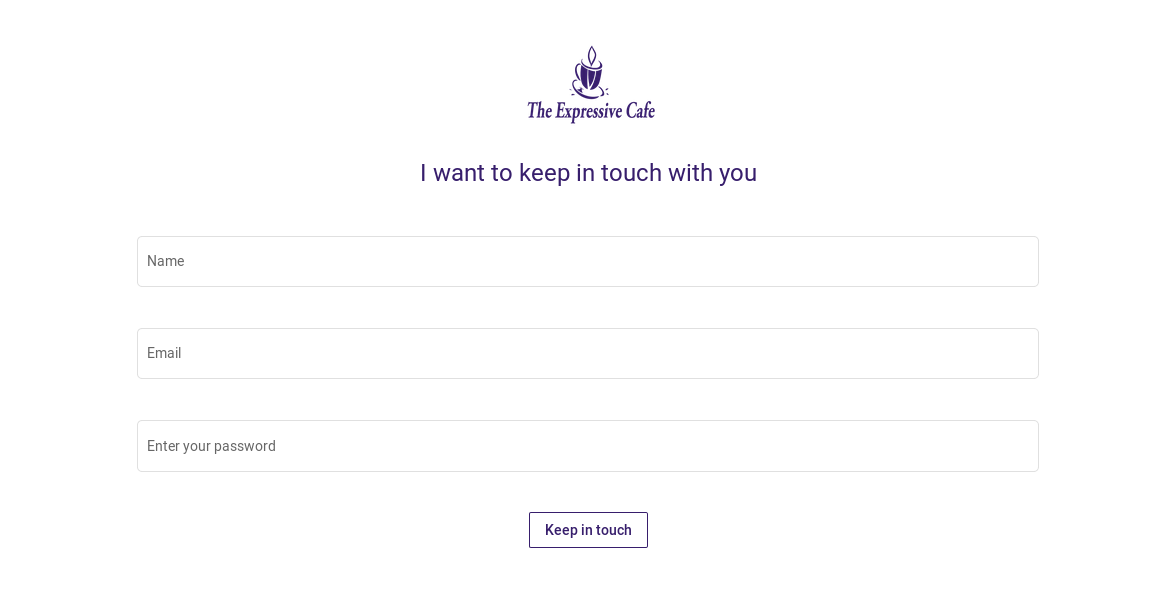 The Expressive Cafe
I want to keep in touch with you
Name
Email
Enter your password
Keep in touch